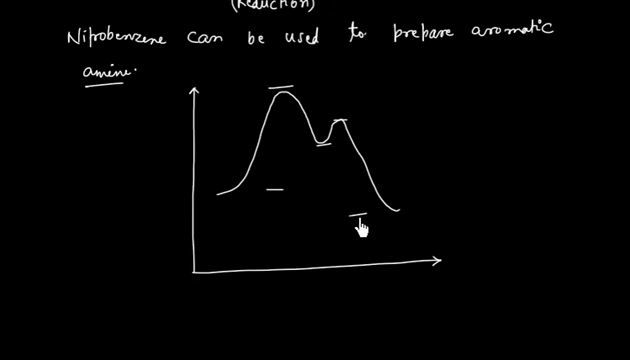 (Reduction)
Nitrobenzene can be used to prepare aromatic
amine.